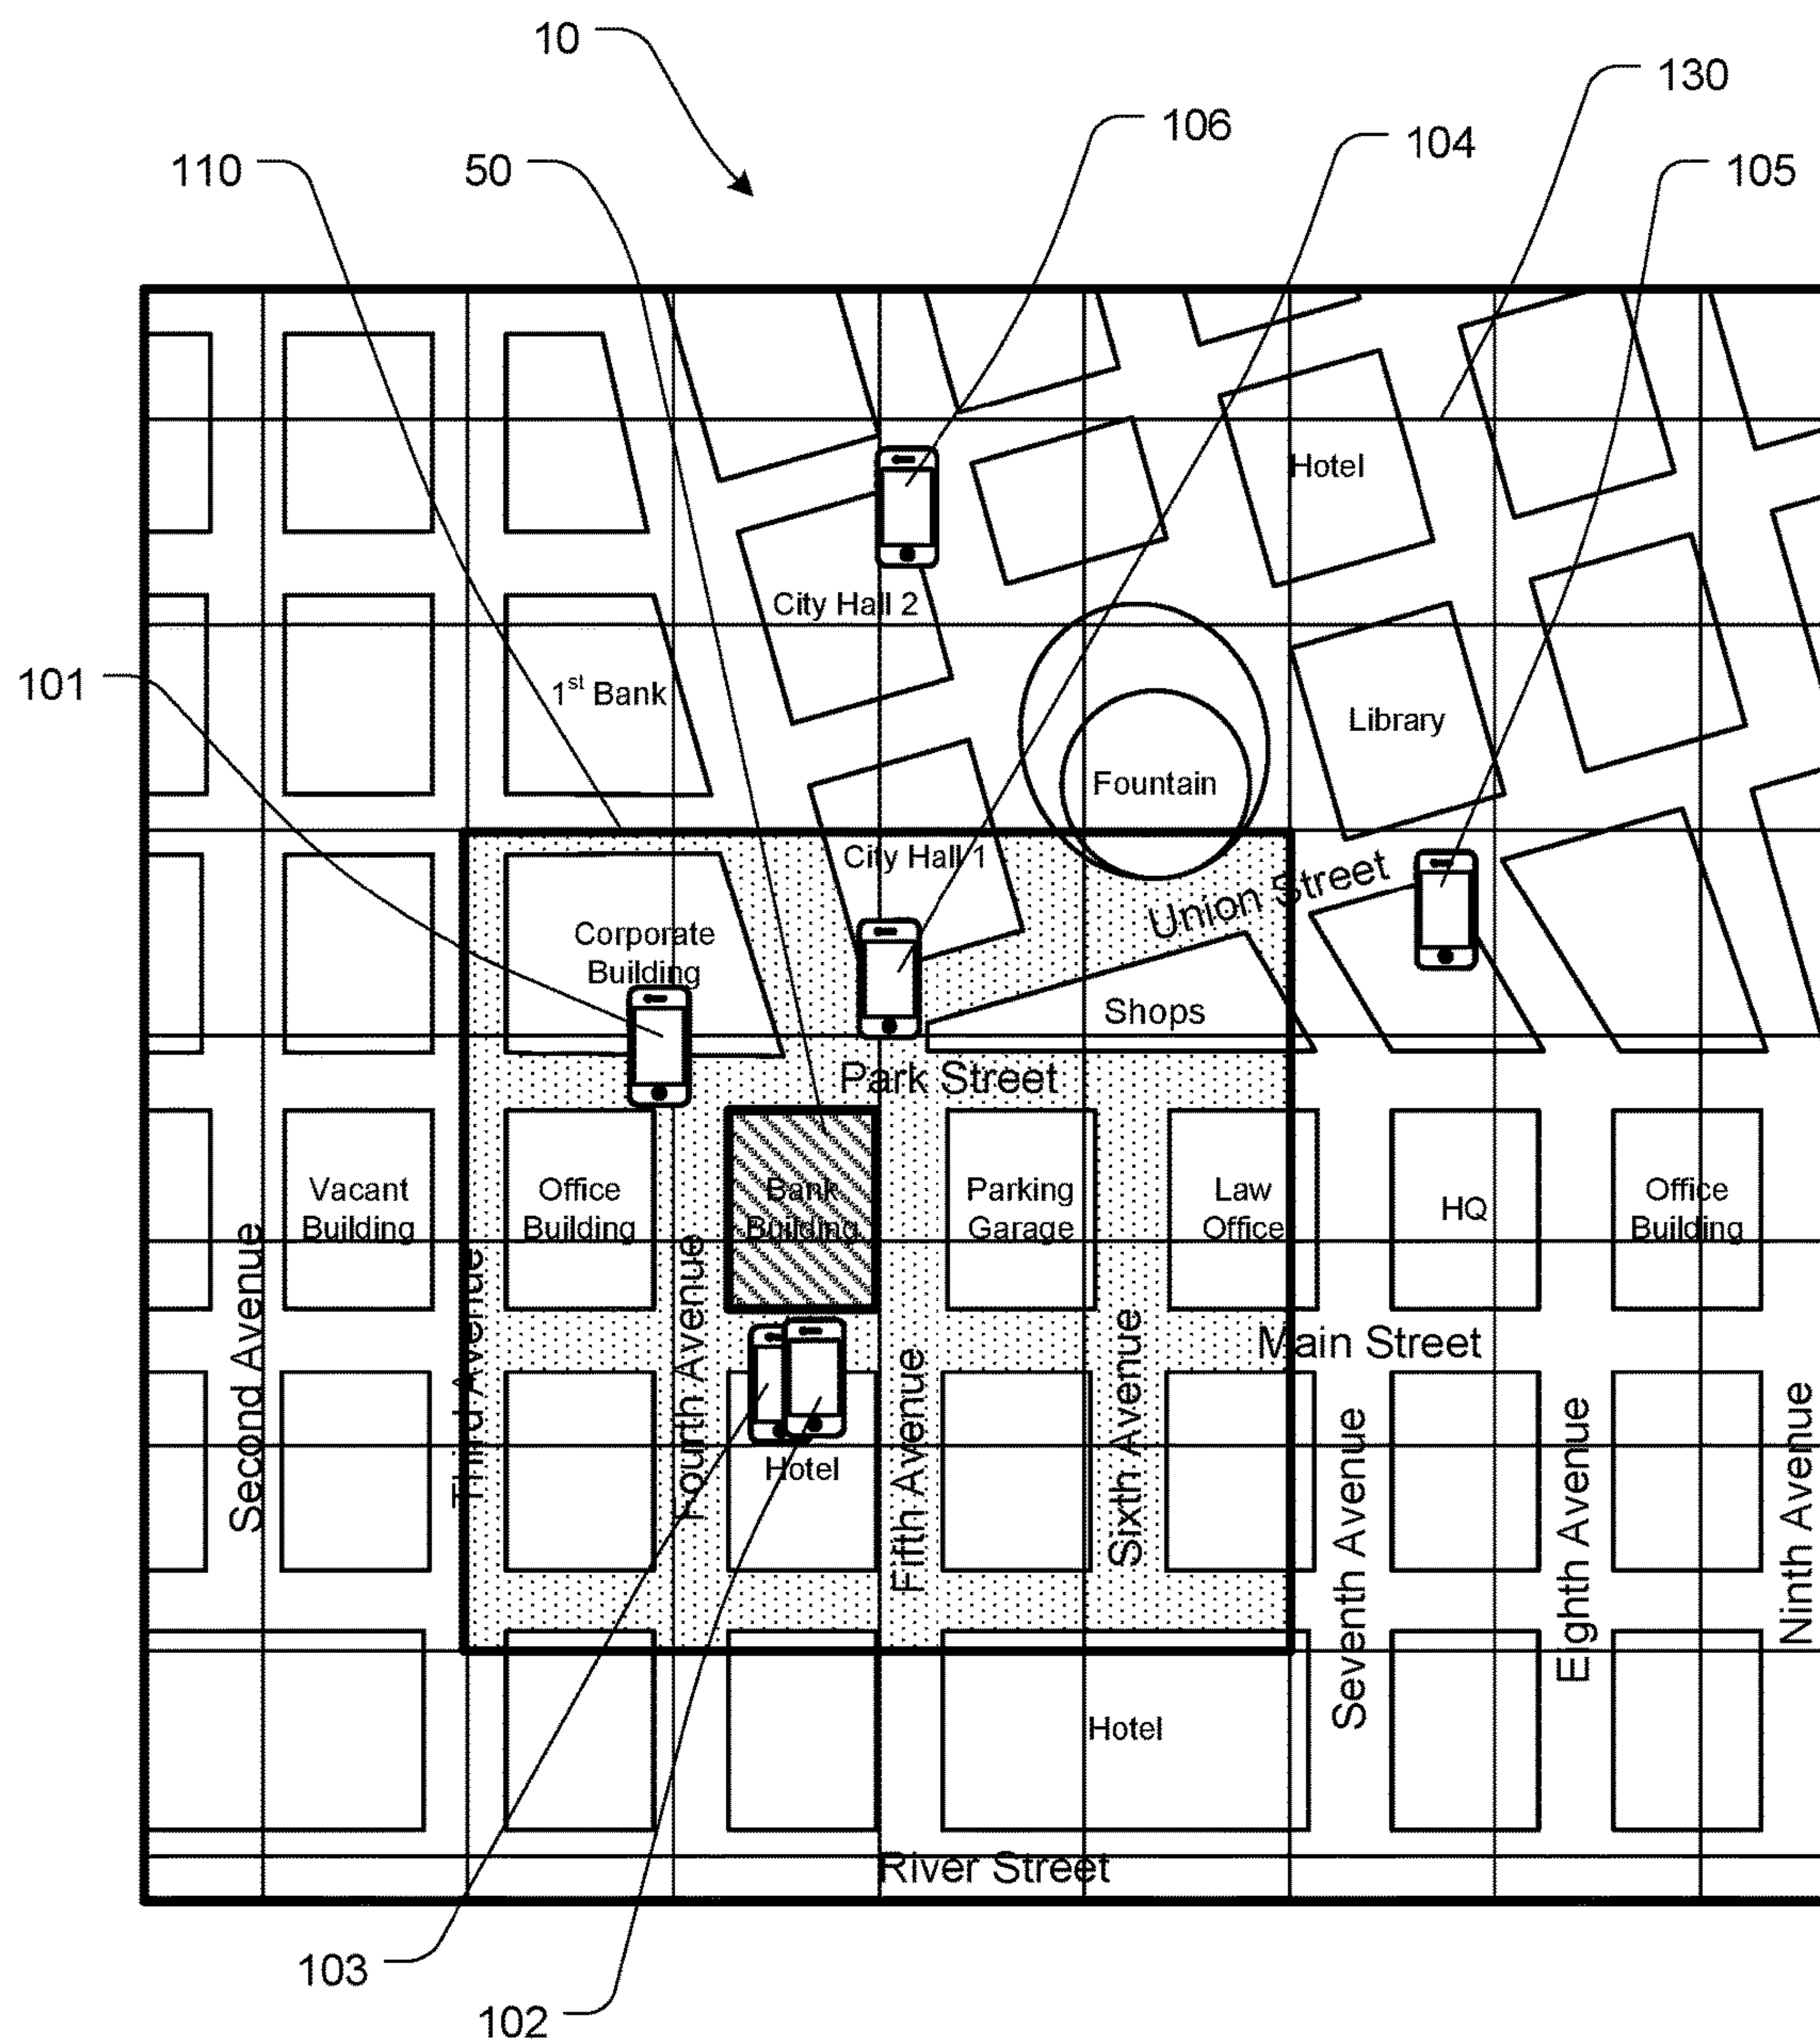 10
130
106
104
110
50
105
Hotel
City Hall 2
101
1st Bank
Library
Fountain
City Hall 1
Union Street
Corporate
Building
Shops
Park Street
Vacant
Building
Office
Building
Bank
Building
Parking
Garage
Law
Office
HQ
Office
Building
Main Street
Second Avenue
Third Avenue
Fourth Avenue
Fifth Avenue
Sixth Avenue
Seventh Avenue
Eighth Avenue
Ninth Avenue
Hotel
Hotel
River Street
103
102